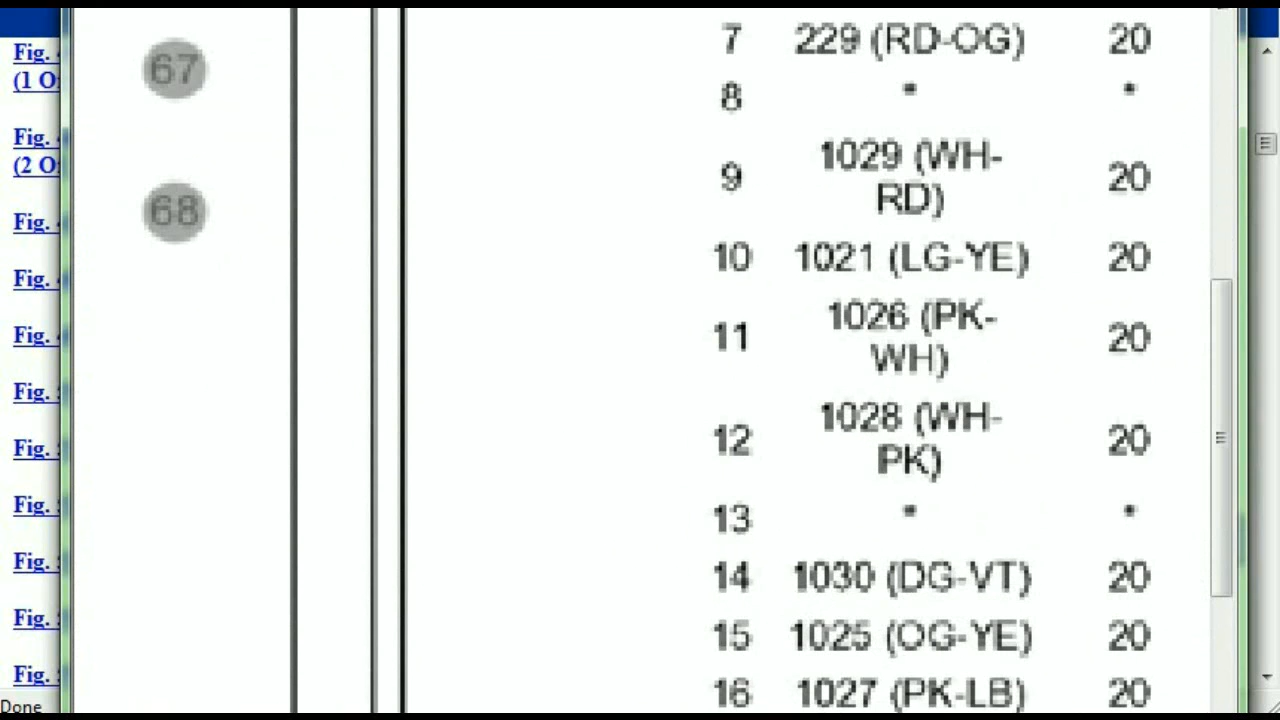 Fig.
(1 O
Fig.
(2 O
Fig.
Fig.
Fig.
Fig.
Fig.
Fig.
Fig.
Fig.
Fig.
Done
67
68
7 229 (RD-OG) 20
8 * *
9 1029 (WH-
RD) 20
10 1021 (LG-YE) 20
11 1026 (PK-
WH) 20
12 1028 (WH-
PK) 20
13 * *
14 1030 (DG-VT) 20
15 1025 (OG-YE) 20
16 1027 (PK-LB) 20